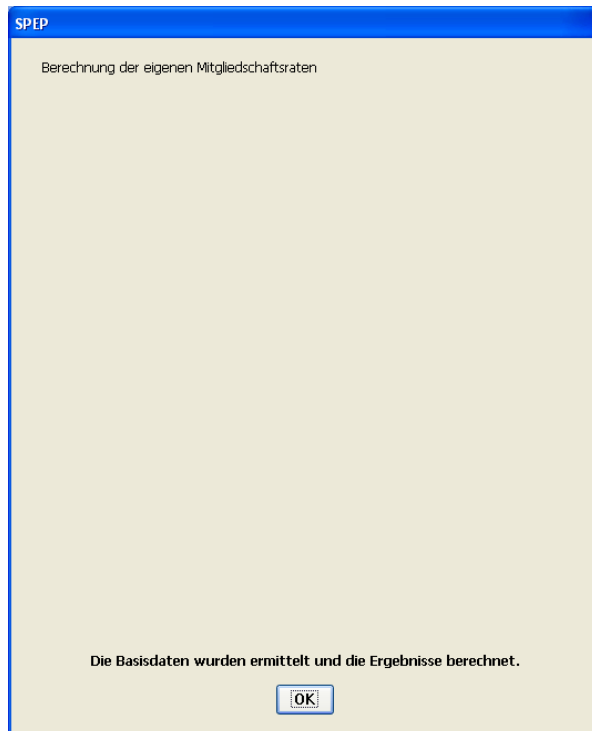 SPEP
Berechnung der eigenen Mitgliedschaftsraten
Die Basisdaten wurden ermittelt und die Ergebnisse berechnet.
OK